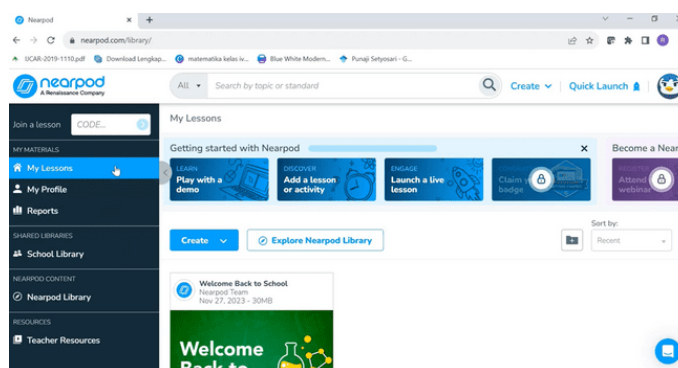 Nearpod
nearpod.com/library/
UCAR-2019-1110.pdf Download Lengkap... matematika kelas iv... Blue White Modern... Punaji Setyosari - G...
nearpod
A Renaissance Company
All Search by topic or standard Create Quick Launch
Join a lesson CODE...
My Lessons
MY MATERIALS
My Lessons
My Profile
Reports
SHARED LIBRARIES
School Library
NEARPOD CONTENT
Nearpod Library
RESOURCES
Teacher Resources
Getting started with Nearpod
Become a Near
LEARN
Play with a
demo
DISCOVER
Add a lesson
or activity
ENGAGE
Launch a live
lesson
Claim y
badge
Attend
webinar
Create Explore Nearpod Library
Sort by:
Recent
Welcome Back to School
Nearpod Team
Nov 27, 2023 - 30MB
Welcome
Back to